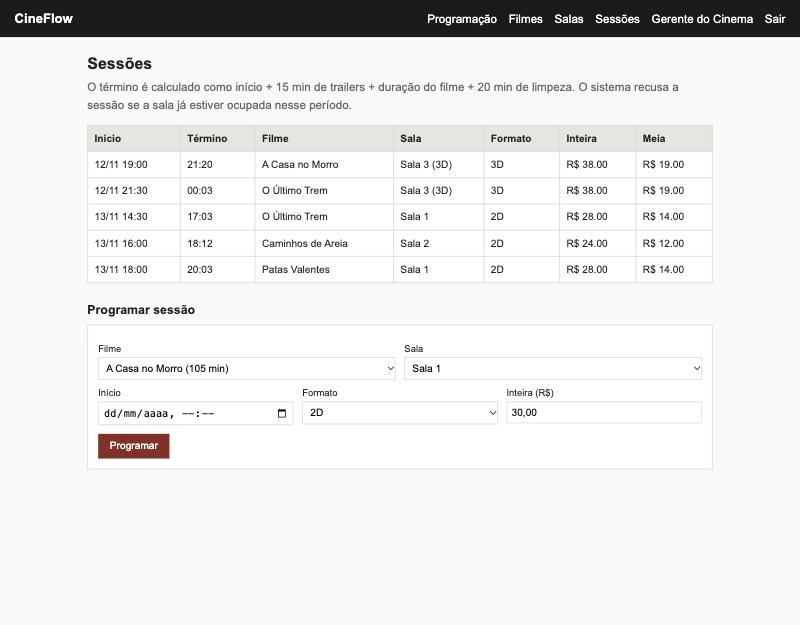 CineFlow
Programação Filmes Salas Sessões Gerente do Cinema Sair
Sessões
O término é calculado como início + 15 min de trailers + duração do filme + 20 min de limpeza. O sistema recusa a
sessão se a sala já estiver ocupada nesse período.
Início Término Filme Sala Formato Inteira Meia
12/11 19:00 21:20 A Casa no Morro Sala 3 (3D) 3D R$ 38.00 R$ 19.00
12/11 21:30 00:03 O Último Trem Sala 3 (3D) 3D R$ 38.00 R$ 19.00
13/11 14:30 17:03 O Último Trem Sala 1 2D R$ 28.00 R$ 14.00
13/11 16:00 18:12 Caminhos de Areia Sala 2 2D R$ 24.00 R$ 12.00
13/11 18:00 20:03 Patas Valentes Sala 1 2D R$ 28.00 R$ 14.00
Programar sessão
Filme Sala
A Casa no Morro (105 min) Sala 1
Início Formato Inteira (R$)
dd/mm/aaaa, --:-- 2D 30,00
Programar